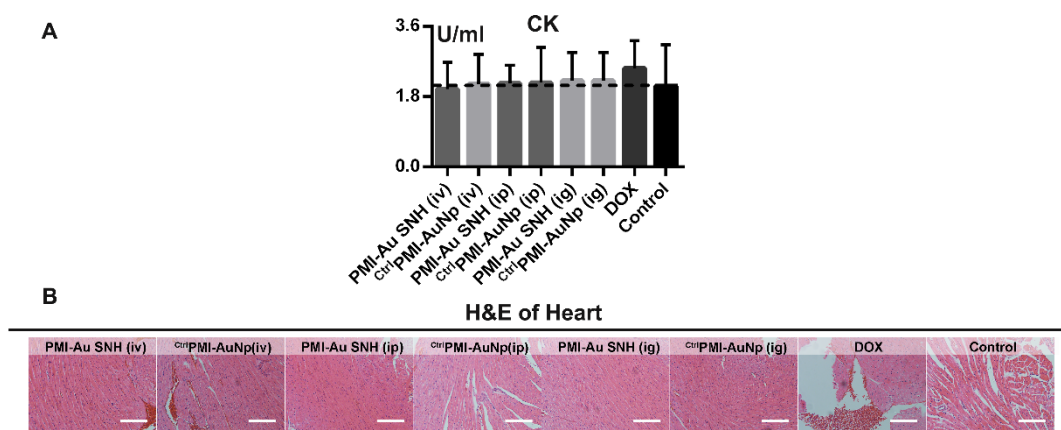 A
U/ml
CK
3.6
1.8
0.0
PMI-Au SNH (iv)
CtrlPMI-AuNp (iv)
PMI-Au SNH (ip)
CtrlPMI-AuNp (ip)
PMI-Au SNH (ig)
CtrlPMI-AuNp (ig)
DOX
Control
B
H&E of Heart
PMI-Au SNH (iv)
CtrlPMI-AuNp(iv)
PMI-Au SNH (ip)
CtrlPMI-AuNp(ip)
PMI-Au SNH (ig)
CtrlPMI-AuNp (ig)
DOX
Control